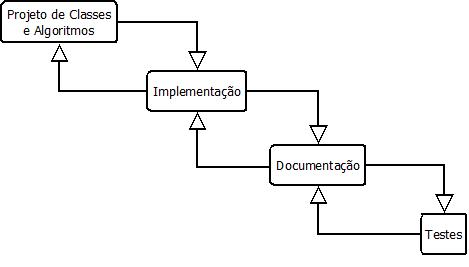 Projeto de Classes
e Algoritmos
Implementação
Documentação
Testes